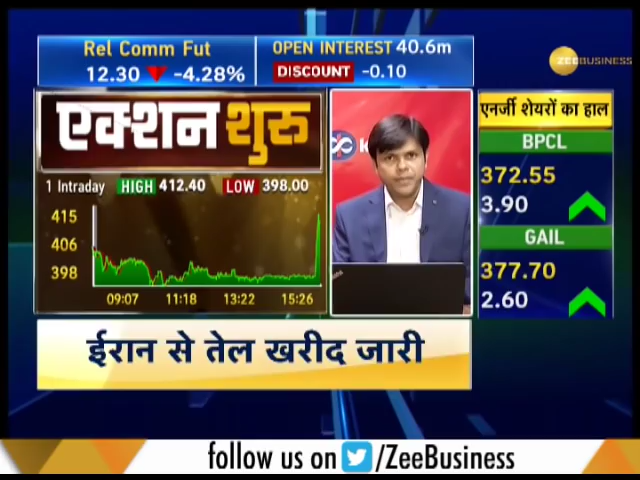 Rel Comm Fut
12.30 -4.28%
OPEN INTEREST 40.6m
DISCOUNT -0.10
ZEEBUSINESS
एक्शन शुरु
1 Intraday HIGH 412.40 LOW 398.00
415
406
398
09:07 11:18 13:22 15:26
एनर्जी शेयरों का हाल
BPCL
372.55
3.90
GAIL
377.70
2.60
ईरान से तेल खरीद जारी
follow us on /ZeeBusiness